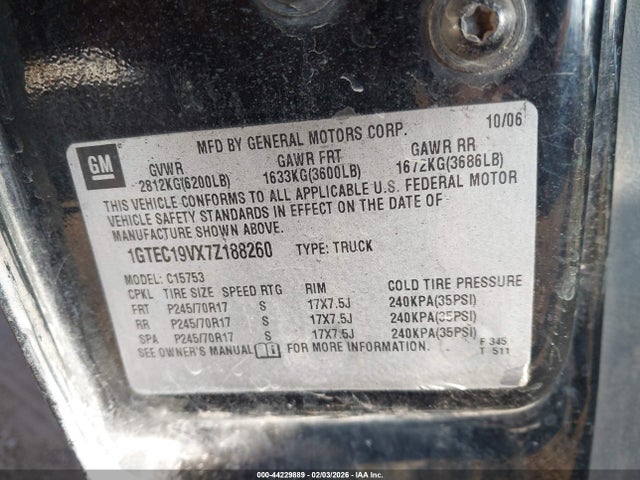 MFD BY GENERAL MOTORS CORP. 10/06
GM
GVWR GAWR FRT GAWR RR
2812KG(6200LB) 1633KG(3600LB) 1672KG(3686LB)
THIS VEHICLE CONFORMS TO ALL APPLICABLE U.S. FEDERAL MOTOR
VEHICLE SAFETY STANDARDS IN EFFECT ON THE DATE OF
MANUFACTURE SHOWN ABOVE.
1GTEC19VX7Z188260 TYPE: TRUCK
MODEL: C15753
CPKL TIRE SIZE SPEED RTG RIM COLD TIRE PRESSURE
FRT P245/70R17 S 17X7.5J 240KPA(35PSI)
RR P245/70R17 S 17X7.5J 240KPA(35PSI)
SPA P245/70R17 S 17X7.5J 240KPA(35PSI)
SEE OWNER'S MANUAL FOR MORE INFORMATION.
F 345
T 511
000-44229889 - 02/03/2026 - IAA Inc.